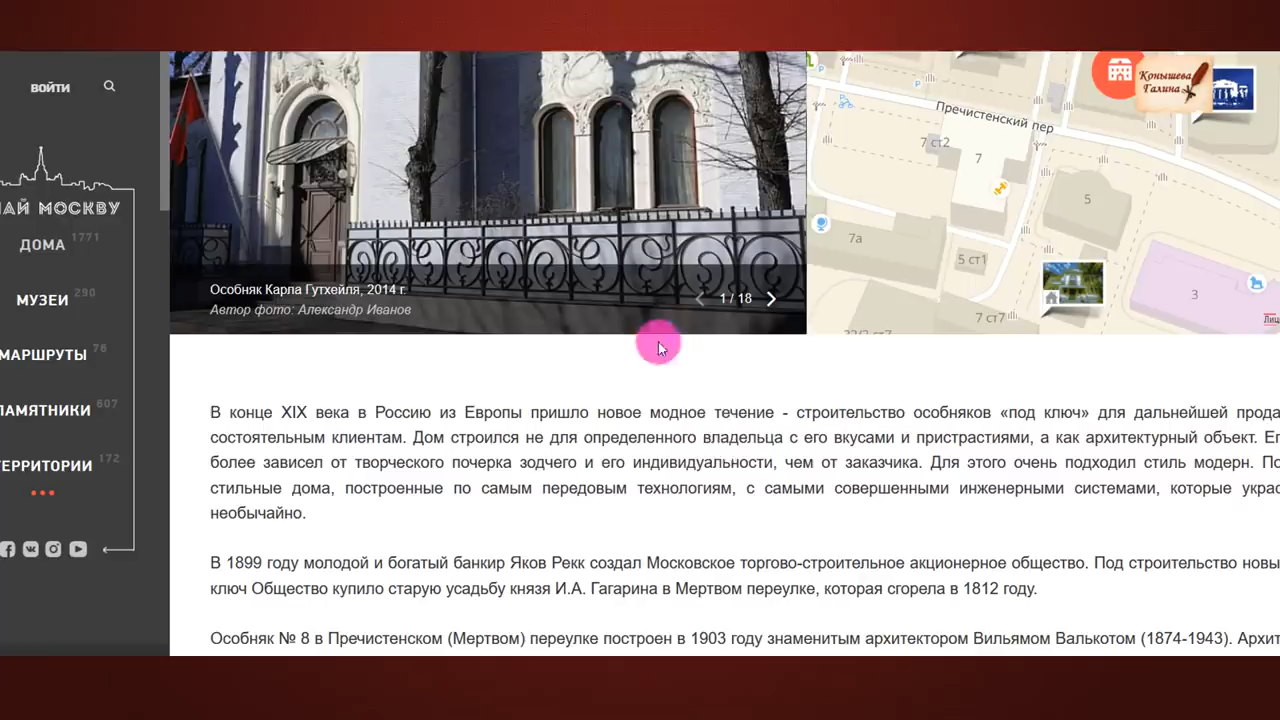 ВОЙТИ
НАЙ МОСКВУ
ДОМА 1771
МУЗЕИ 290
МАРШРУТЫ 76
ПАМЯТНИКИ 607
ТЕРРИТОРИИ 172
Особняк Карла Гутхейля, 2014 г.
Автор фото: Александр Иванов
1 / 18
Конышева
Галина
Пречистенский пер
7 ст2
7
5
7а
5 ст1
3
7 ст7
В конце XIX века в Россию из Европы пришло новое модное течение - строительство особняков «под ключ» для дальнейшей прода
состоятельным клиентам. Дом строился не для определенного владельца с его вкусами и пристрастиями, а как архитектурный объект. Ег
более зависел от творческого почерка зодчего и его индивидуальности, чем от заказчика. Для этого очень подходил стиль модерн. По
стильные дома, построенные по самым передовым технологиям, с самыми совершенными инженерными системами, которые украс
необычайно.
В 1899 году молодой и богатый банкир Яков Рекк создал Московское торгово-строительное акционерное общество. Под строительство новы
ключ Общество купило старую усадьбу князя И.А. Гагарина в Мертвом переулке, которая сгорела в 1812 году.
Особняк № 8 в Пречистенском (Мертвом) переулке построен в 1903 году знаменитым архитектором Вильямом Валькотом (1874-1943). Архит